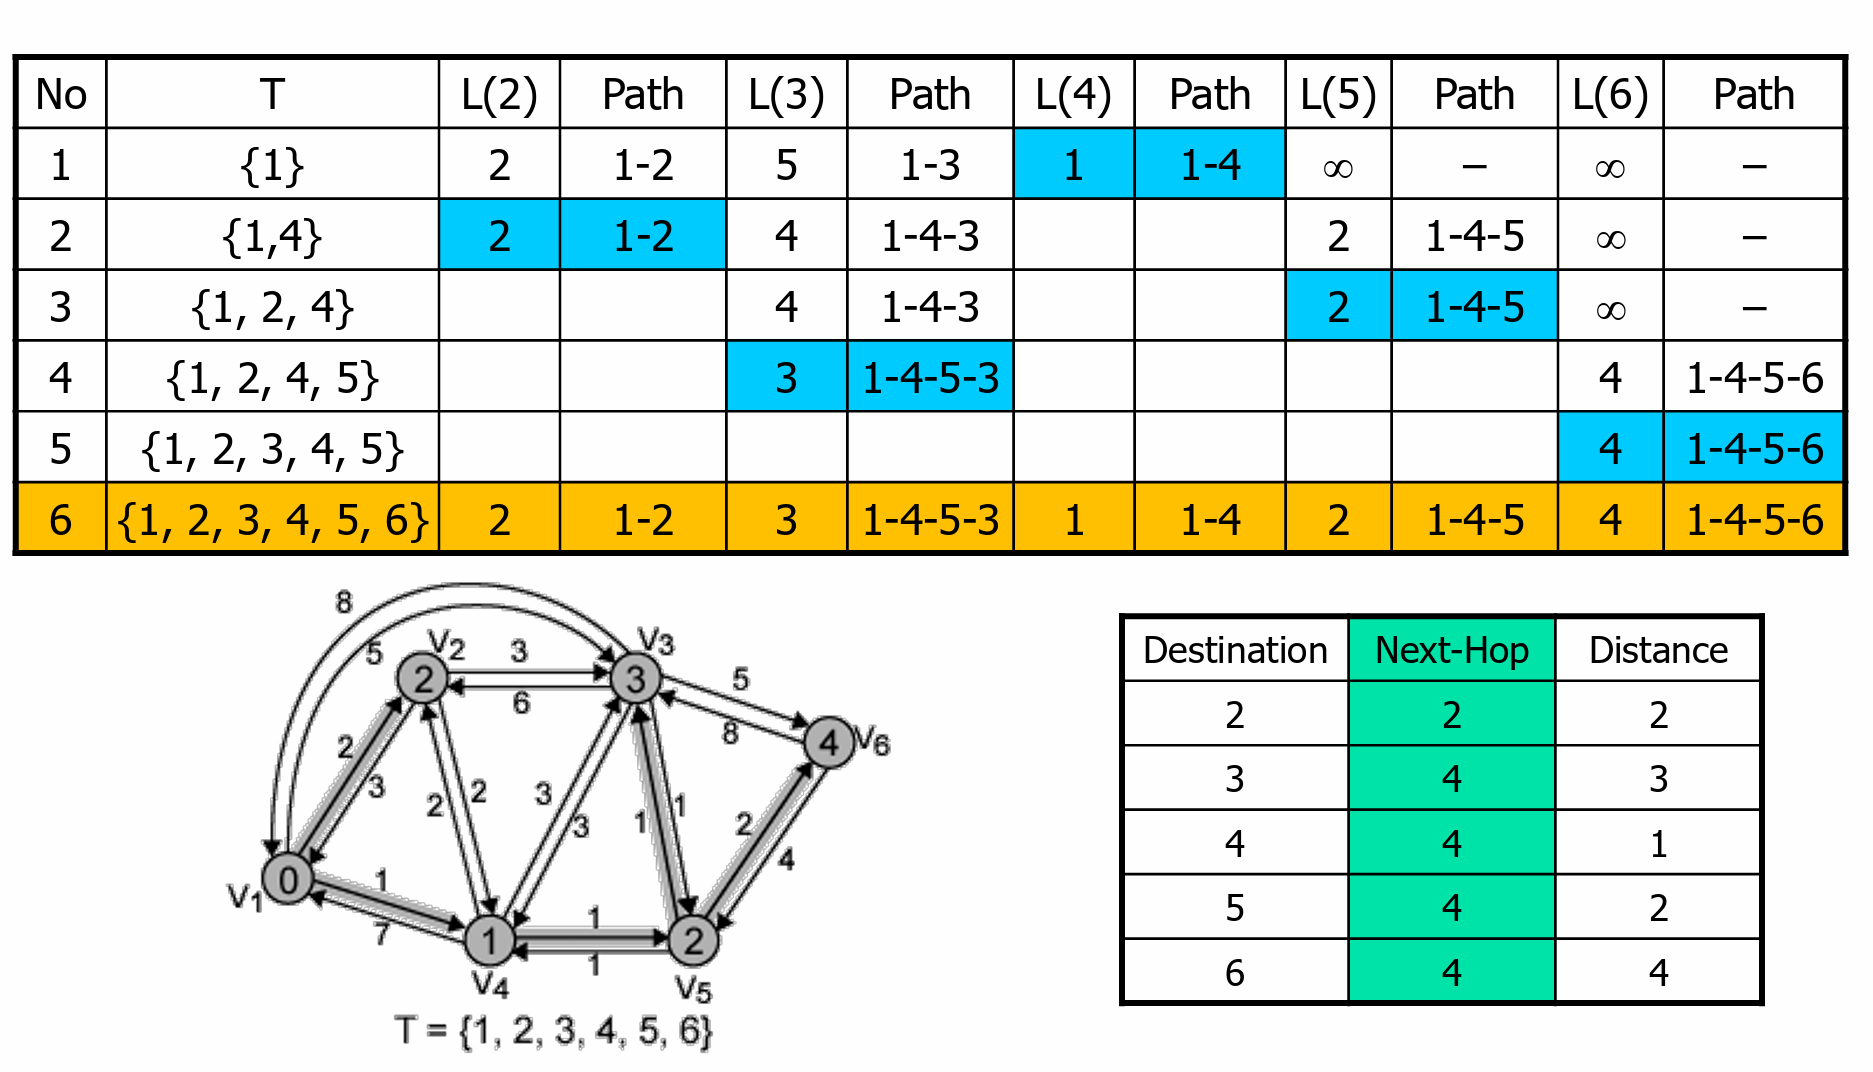 No T L(2) Path L(3) Path L(4) Path L(5) Path L(6) Path
1 {1} 2 1-2 5 1-3 1 1-4 ∞ – ∞ –
2 {1,4} 2 1-2 4 1-4-3 2 1-4-5 ∞ –
3 {1, 2, 4} 4 1-4-3 2 1-4-5 ∞ –
4 {1, 2, 4, 5} 3 1-4-5-3 4 1-4-5-6
5 {1, 2, 3, 4, 5} 4 1-4-5-6
6 {1, 2, 3, 4, 5, 6} 2 1-2 3 1-4-5-3 1 1-4 2 1-4-5 4 1-4-5-6
8
5
V2
3
V3
2
3
5
6
8
4
V6
2
3
2
2
3
3
1
1
2
4
0
V1
1
7
1
1
2
1
V4
V5
T = {1, 2, 3, 4, 5, 6}
Destination Next-Hop Distance
2 2 2
3 4 3
4 4 1
5 4 2
6 4 4